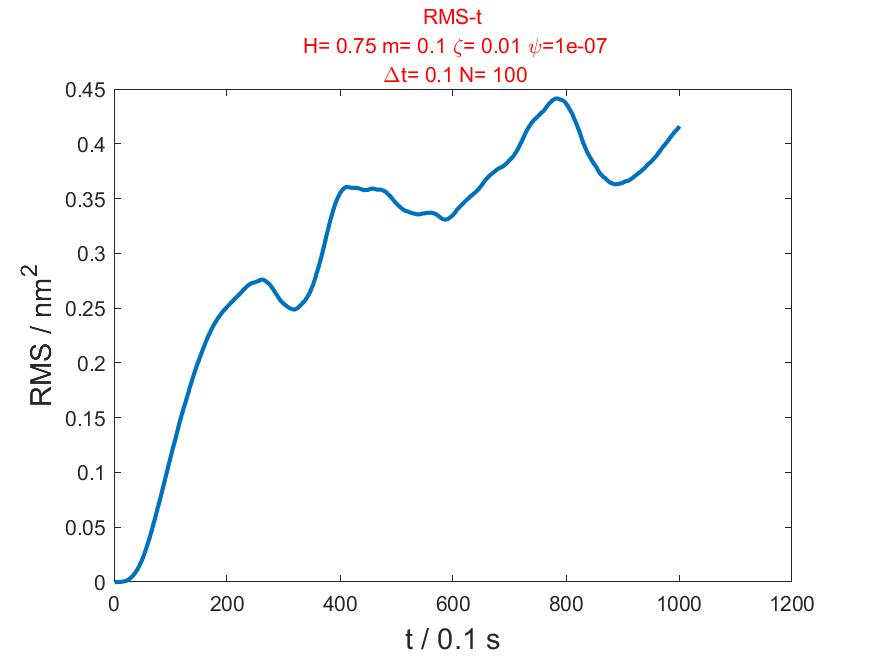 RMS-t
H= 0.75 m= 0.1 ζ= 0.01 ψ=1e-07
Δt= 0.1 N= 100
0.45
0.4
0.35
0.3
0.25
0.2
0.15
0.1
0.05
0
RMS / nm²
0 200 400 600 800 1000 1200
t / 0.1 s